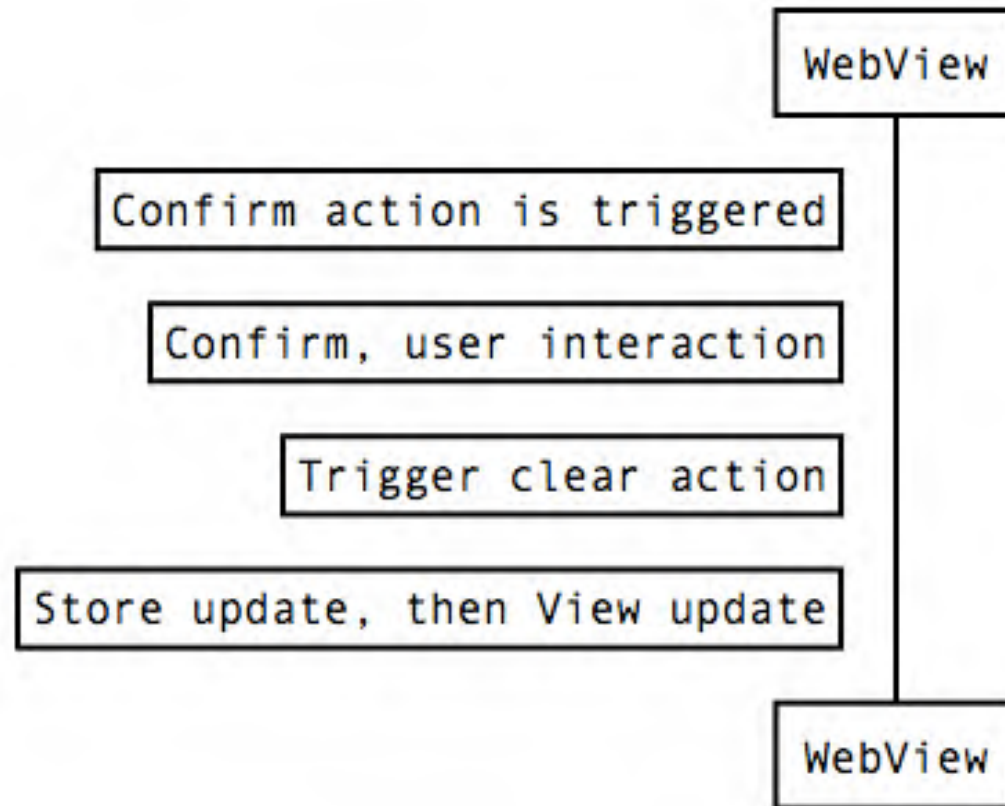 WebView
Confirm action is triggered
Confirm, user interaction
Trigger clear action
Store update, then View update
WebView